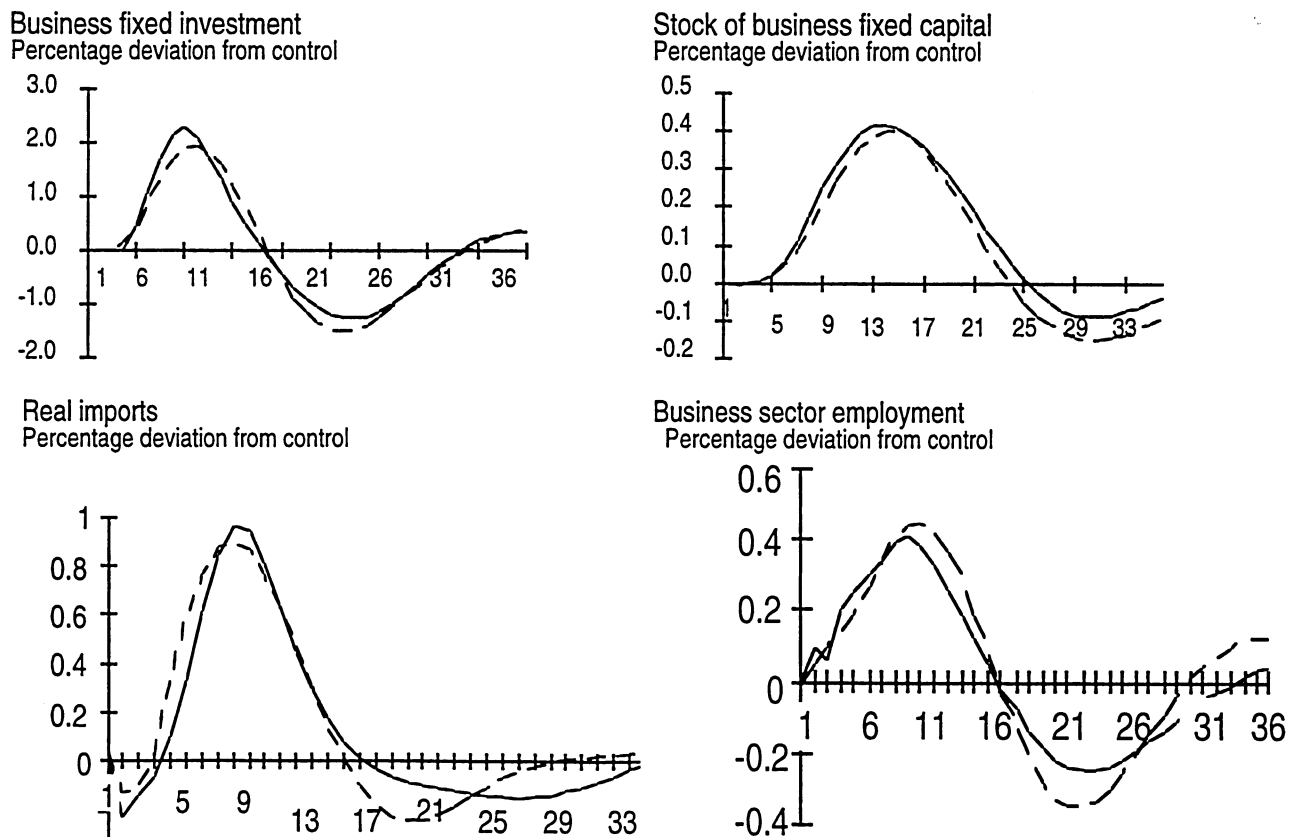 Business fixed investment
Percentage deviation from control
3.0
2.0
1.0
0.0
1 6 11 16 21 26 31 36
-1.0
-2.0
Stock of business fixed capital
Percentage deviation from control
0.5
0.4
0.3
0.2
0.1
0.0
1 5 9 13 17 21 25 29 33
-0.1
-0.2
Real imports
Percentage deviation from control
1
0.8
0.6
0.4
0.2
0
1 5 9 13 17 21 25 29 33
Business sector employment
Percentage deviation from control
0.6
0.4
0.2
0
1 6 11 16 21 26 31 36
-0.2
-0.4